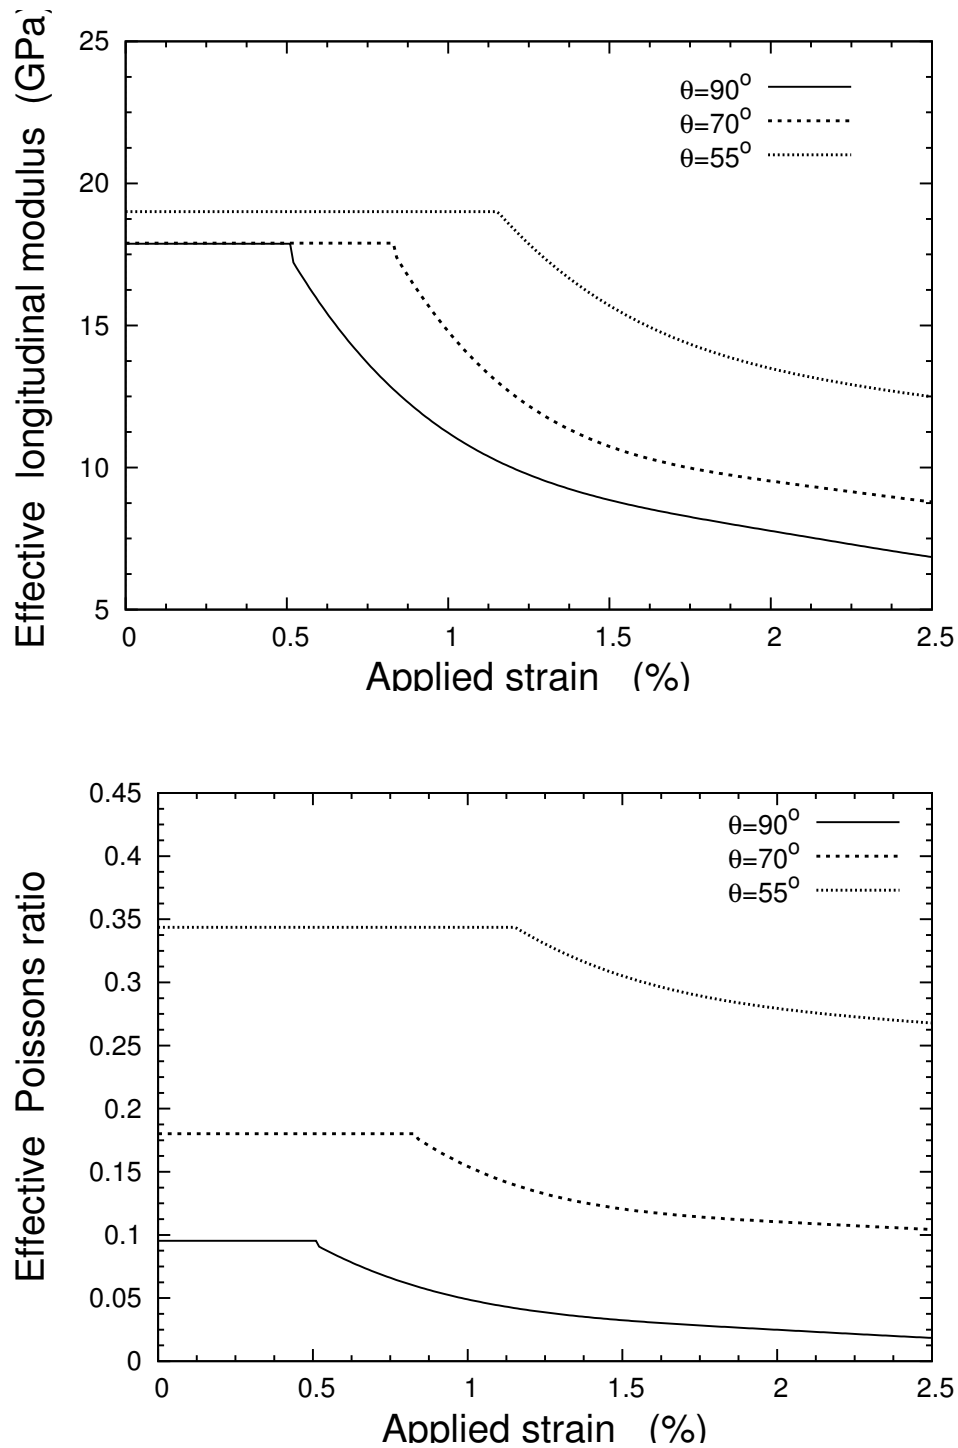 Effective longitudinal modulus (GPa)
25
20
15
10
5
θ=90°
θ=70°
θ=55°
0 0.5 1 1.5 2 2.5
Applied strain (%)
Effective Poissons ratio
0.45
0.4
0.35
0.3
0.25
0.2
0.15
0.1
0.05
0
θ=90°
θ=70°
θ=55°
0 0.5 1 1.5 2 2.5
Applied strain (%)